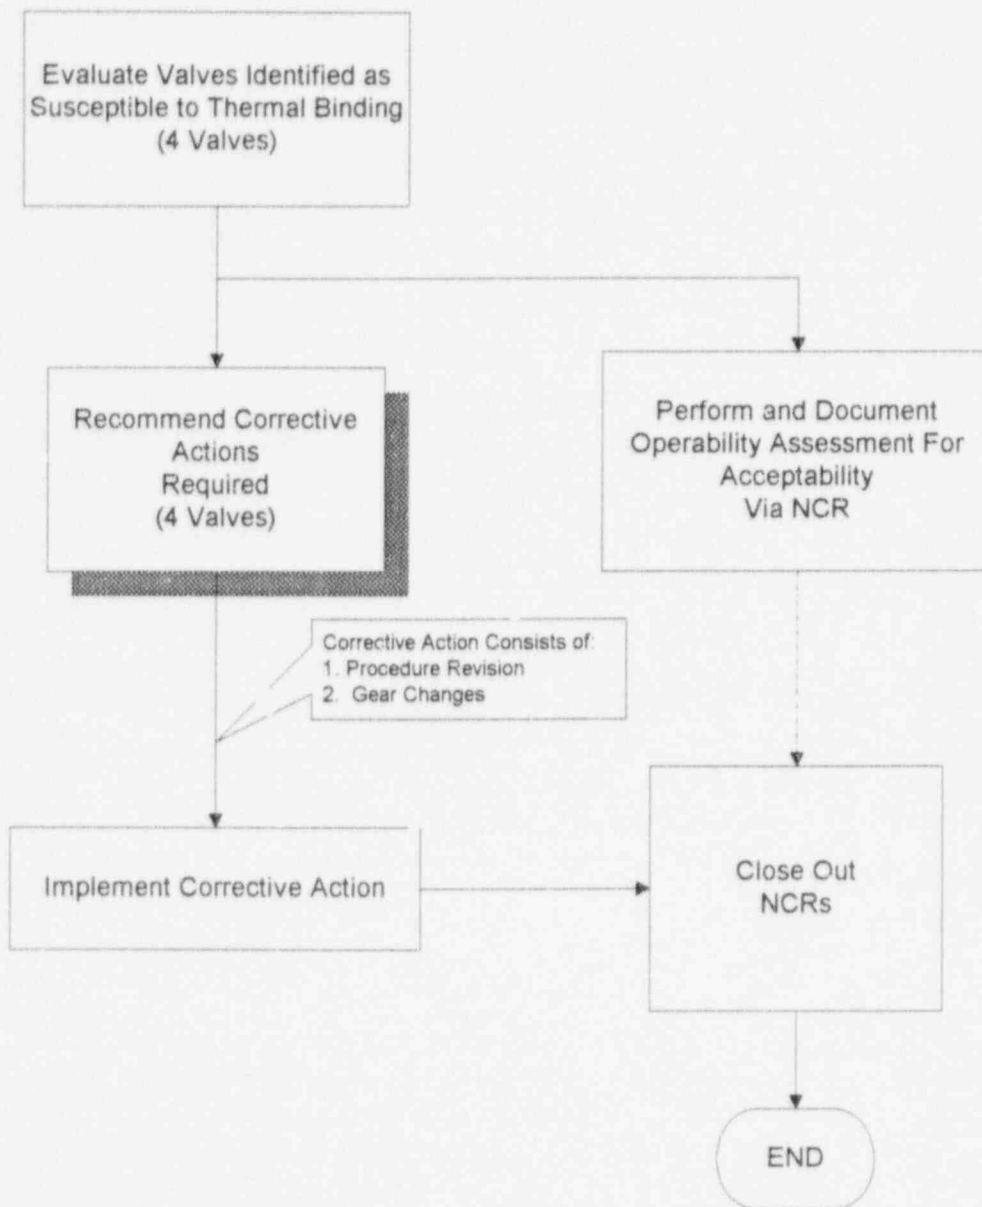 Evaluate Valves Identified as
Susceptible to Thermal Binding
(4 Valves)
Recommend Corrective
Actions
Required
(4 Valves)
Perform and Document
Operability Assessment For
Acceptability
Via NCR
Corrective Action Consists of:
1. Procedure Revision
2. Gear Changes
Implement Corrective Action
Close Out
NCRs
END